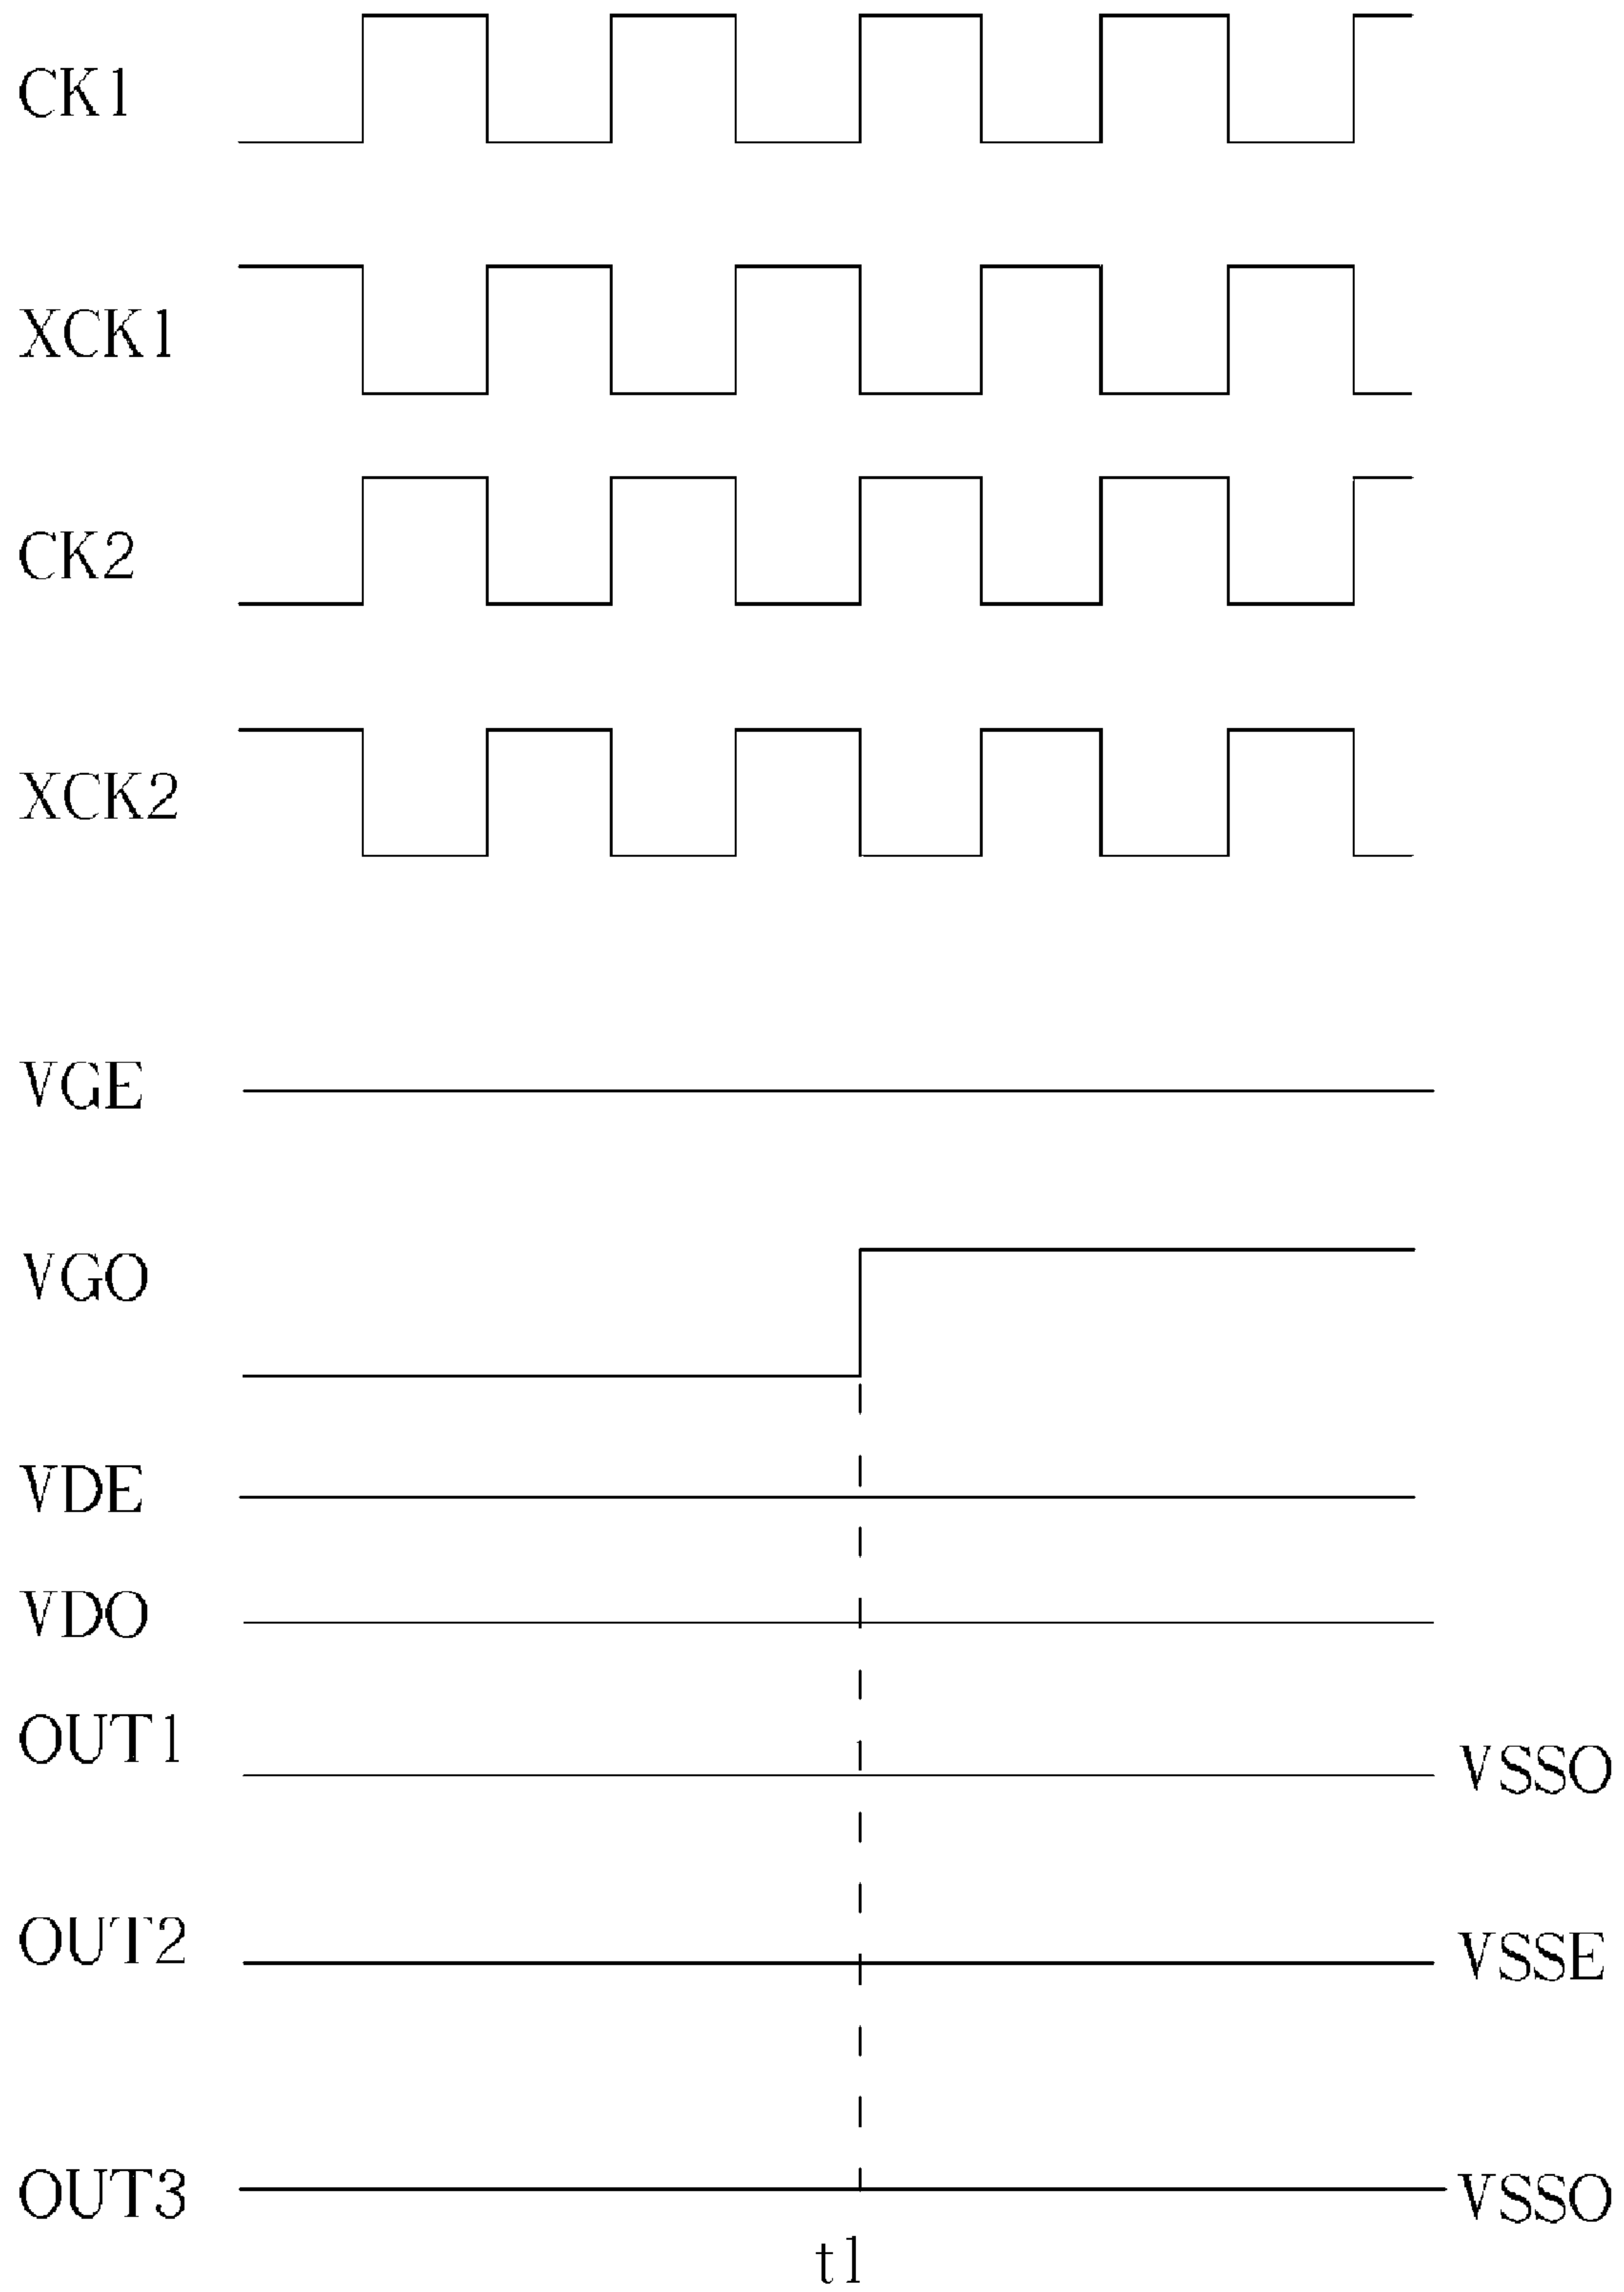 CK1
XCK1
CK2
XCK2
VGE
VGO
VDE
VDO
OUT1 VSSO
OUT2 VSSE
OUT3 VSSO
t1